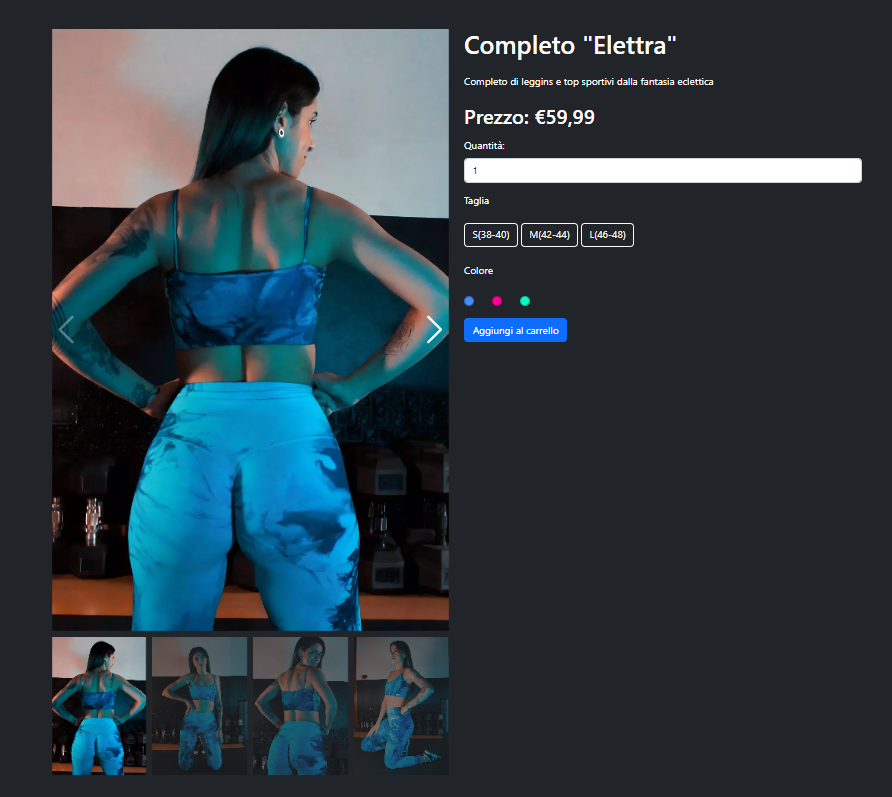 Completo "Elettra"
Completo di leggins e top sportivi dalla fantasia eclettica
Prezzo: €59,99
Quantità:
1
Taglia
S(38-40) M(42-44) L(46-48)
Colore
Aggiungi al carrello